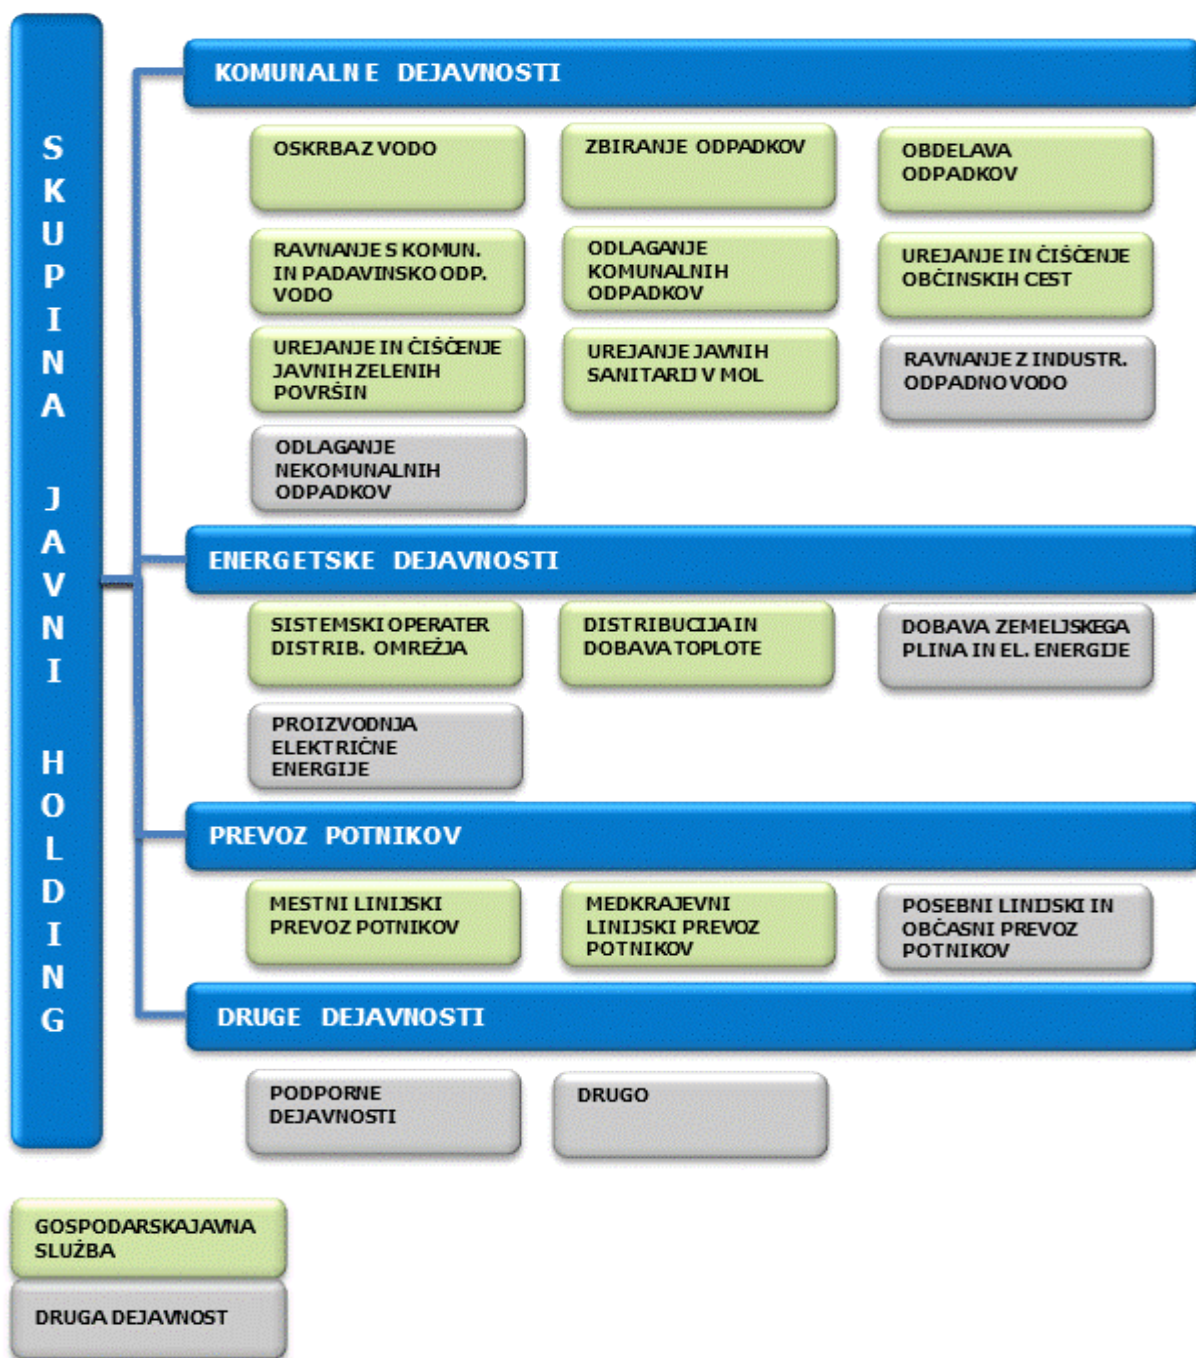 SKUPINA JAVNI HOLDING
KOMUNALNE DEJAVNOSTI
OSKRBA Z VODO
ZBIRANJE ODPADKOV
OBDELAVA
ODPADKOV
RAVNANJE S KOMUN.
IN PADAVINSKO ODP.
VODO
ODLAGANJE
KOMUNALNIH
ODPADKOV
UREJANJE IN ČIŠČENJE
OBČINSKIH CEST
UREJANJE IN ČIŠČENJE
JAVNIH ZELENIH
POVRŠIN
UREJANJE JAVNIH
SANITARIJ V MOL
RAVNANJE Z INDUSTR.
ODPADNO VODO
ODLAGANJE
NEKOMUNALNIH
ODPADKOV
ENERGETSKE DEJAVNOSTI
SISTEMSKI OPERATER
DISTRIB. OMREŽJA
DISTRIBUCIJA IN
DOBAVA TOPLOTE
DOBAVA ZEMELJSKEGA
PLINA IN EL. ENERGIJE
PROIZVODNJA
ELEKTRIČNE
ENERGIJE
PREVOZ POTNIKOV
MESTNI LINIJSKI
PREVOZ POTNIKOV
MEDKRAJEVNI
LINIJSKI PREVOZ
POTNIKOV
POSEBNI LINIJSKI IN
OBČASNI PREVOZ
POTNIKOV
DRUGE DEJAVNOSTI
PODPORNE
DEJAVNOSTI
DRUGO
GOSPODARSKA JAVNA
SLUŽBA
DRUGA DEJAVNOST